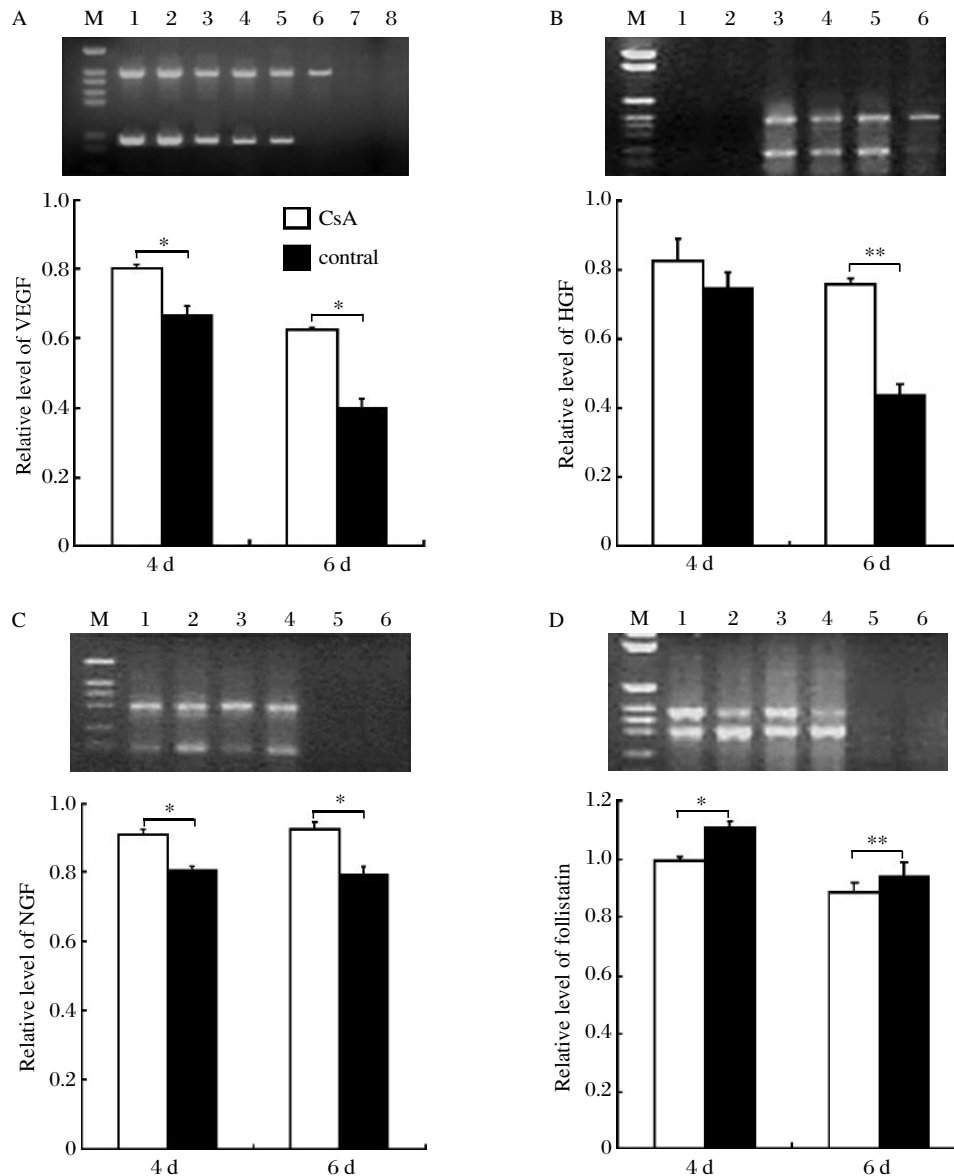 A M 1 2 3 4 5 6 7 8
Relative level of VEGF
1.0
0.8
0.6
0.4
0.2
0
CsA
contral
*
*
4 d 6 d
B M 1 2 3 4 5 6
Relative level of HGF
1.0
0.8
0.6
0.4
0.2
0
**
4 d 6 d
C M 1 2 3 4 5 6
Relative level of NGF
1.0
0.8
0.6
0.4
0.2
0
*
*
4 d 6 d
D M 1 2 3 4 5 6
Relative level of follistatin
1.2
1.0
0.8
0.6
0.4
0.2
0
*
**
4 d 6 d